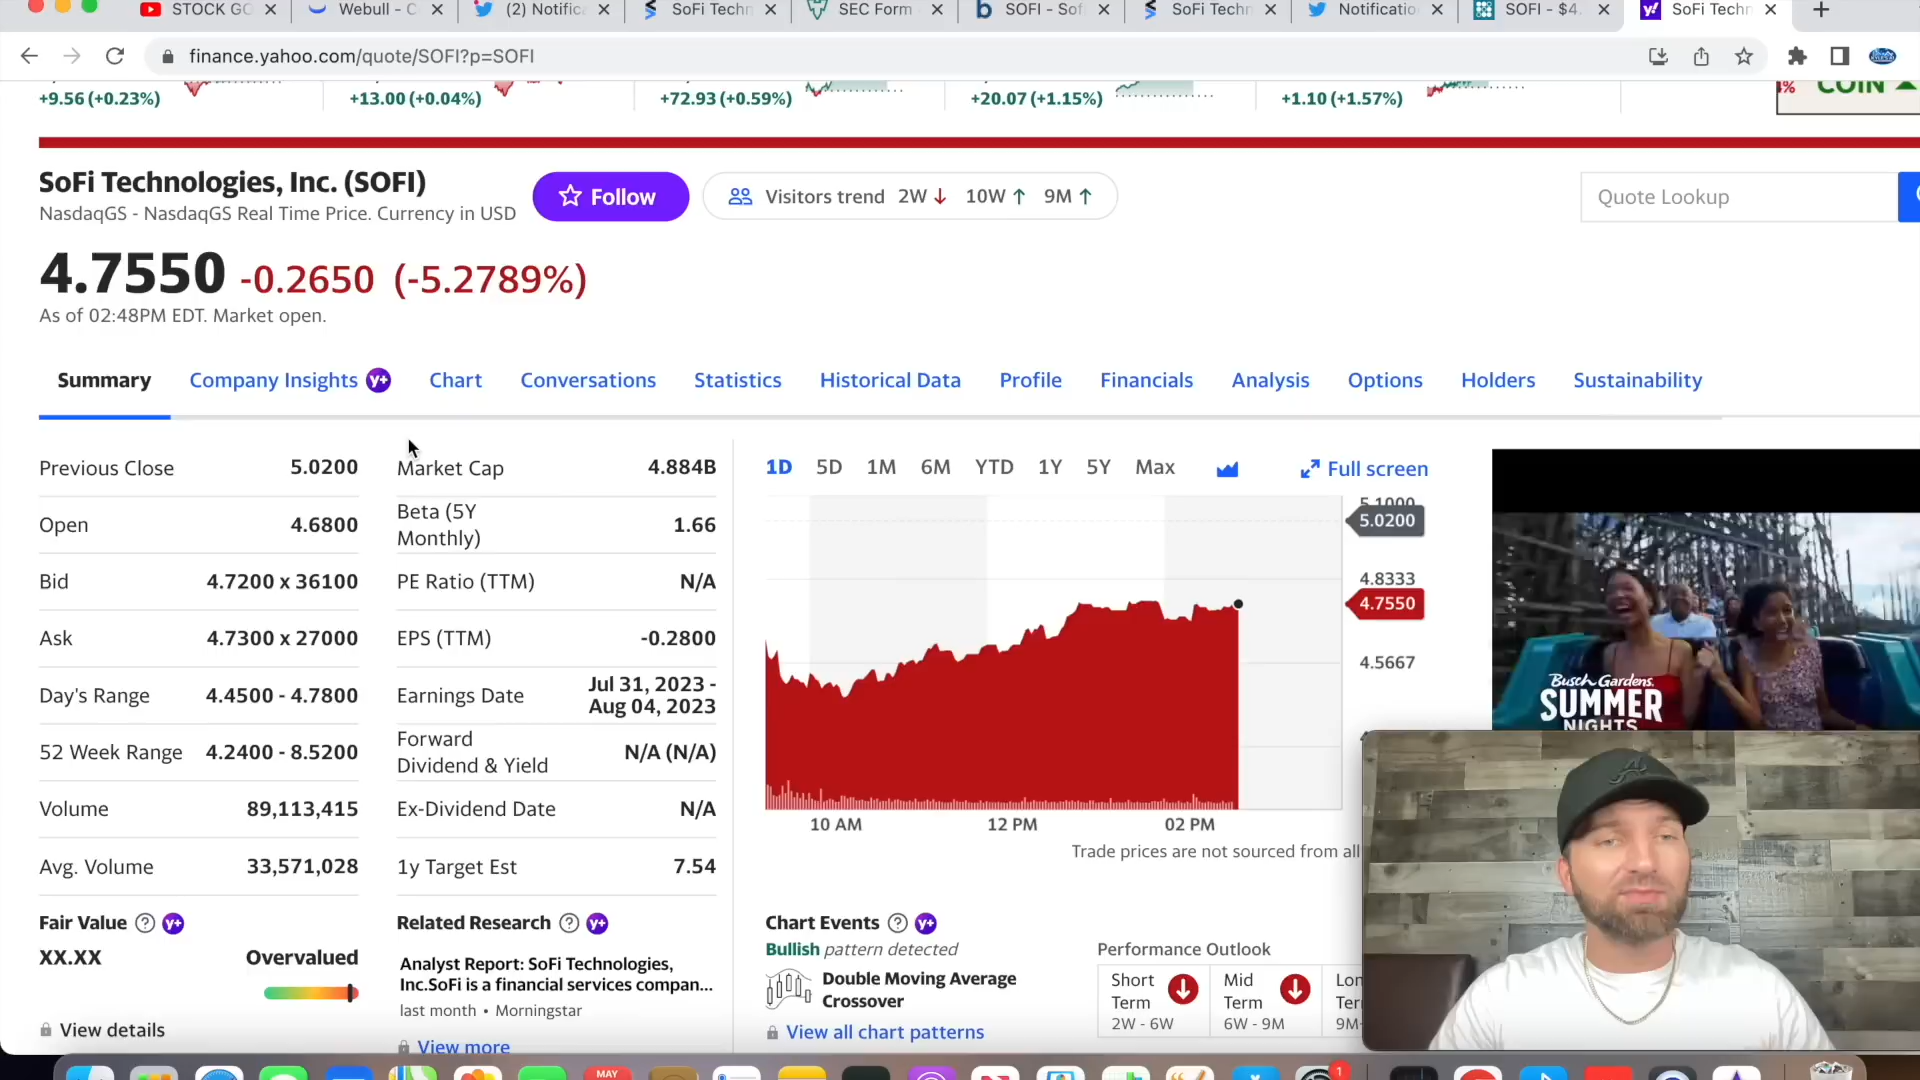 STOCK GO
Webull - C
(2) Notific
SoFi Techn
SEC Form
SOFI - Sof
SoFi Techn
Notificatio
SOFI - $4.
SoFi Techn
finance.yahoo.com/quote/SOFI?p=SOFI
+9.56 (+0.23%)
+13.00 (+0.04%)
+72.93 (+0.59%)
+20.07 (+1.15%)
+1.10 (+1.57%)
COIN
SoFi Technologies, Inc. (SOFI)
NasdaqGS - NasdaqGS Real Time Price. Currency in USD
Follow
Visitors trend 2W↓ 10W↑ 9M↑
Quote Lookup
4.7550 -0.2650 (-5.2789%)
As of 02:48PM EDT. Market open.
Summary
Company Insights y+
Chart
Conversations
Statistics
Historical Data
Profile
Financials
Analysis
Options
Holders
Sustainability
Previous Close 5.0200
Open 4.6800
Bid 4.7200 x 36100
Ask 4.7300 x 27000
Day's Range 4.4500 - 4.7800
52 Week Range 4.2400 - 8.5200
Volume 89,113,415
Avg. Volume 33,571,028
Market Cap 4.884B
Beta (5Y
Monthly) 1.66
PE Ratio (TTM) N/A
EPS (TTM) -0.2800
Earnings Date Jul 31, 2023 -
Aug 04, 2023
Forward
Dividend & Yield N/A (N/A)
Ex-Dividend Date N/A
1y Target Est 7.54
1D 5D 1M 6M YTD 1Y 5Y Max
Full screen
5.1000
5.0200
4.8333
4.7550
4.5667
10 AM 12 PM 02 PM
Trade prices are not sourced from all
Busch Gardens.
SUMMER
NIGHTS
Fair Value ? y+
XX.XX Overvalued
View details
Related Research ? y+
Analyst Report: SoFi Technologies,
Inc.SoFi is a financial services compan...
last month • Morningstar
View more
Chart Events ? y+
Bullish pattern detected
Double Moving Average
Crossover
View all chart patterns
Performance Outlook
Short
Term
2W - 6W
Mid
Term
6W - 9M
Lon
Ter
9M-
MAY
1